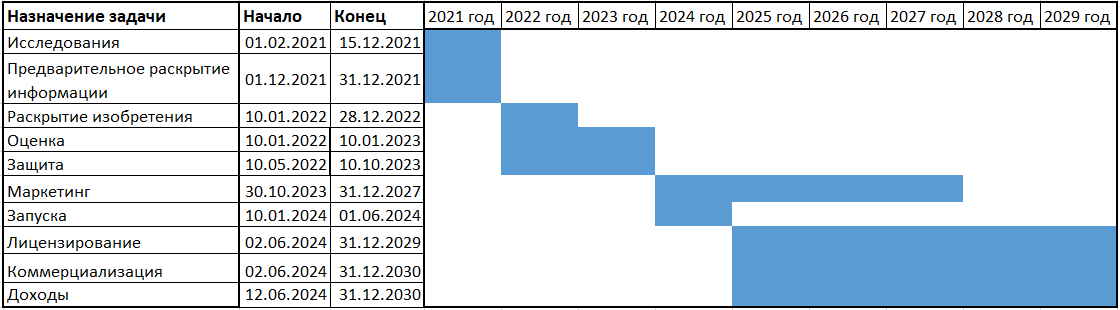 Назначение задачи Начало Конец 2021 год 2022 год 2023 год 2024 год 2025 год 2026 год 2027 год 2028 год 2029 год
Исследования 01.02.2021 15.12.2021
Предварительное раскрытие
информации 01.12.2021 31.12.2021
Раскрытие изобретения 10.01.2022 28.12.2022
Оценка 10.01.2022 10.01.2023
Защита 10.05.2022 10.10.2023
Маркетинг 30.10.2023 31.12.2027
Запуска 10.01.2024 01.06.2024
Лицензирование 02.06.2024 31.12.2029
Коммерциализация 02.06.2024 31.12.2030
Доходы 12.06.2024 31.12.2030